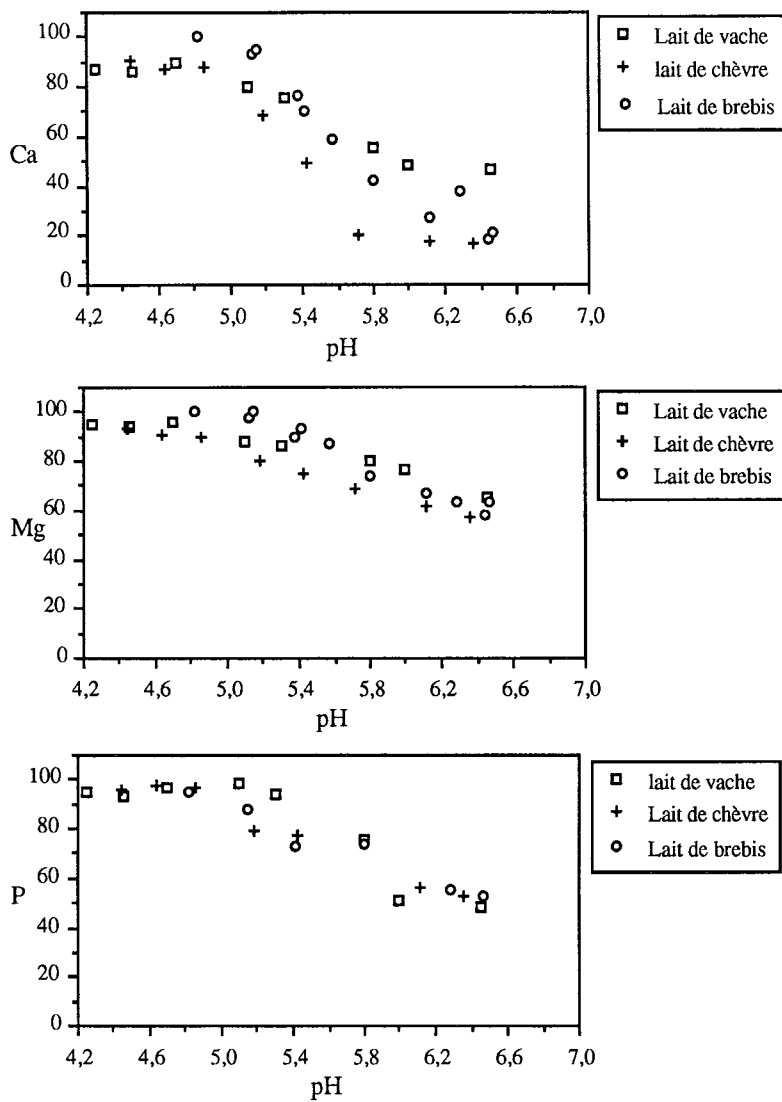 100
80
60
Ca
40
20
0
4,2 4,6 5,0 5,4 5,8 6,2 6,6 7,0
pH
Lait de vache
lait de chèvre
Lait de brebis
100
80
60
Mg
40
20
0
4,2 4,6 5,0 5,4 5,8 6,2 6,6 7,0
pH
Lait de vache
Lait de chèvre
Lait de brebis
100
80
60
P
40
20
0
4,2 4,6 5,0 5,4 5,8 6,2 6,6 7,0
pH
lait de vache
Lait de chèvre
Lait de brebis